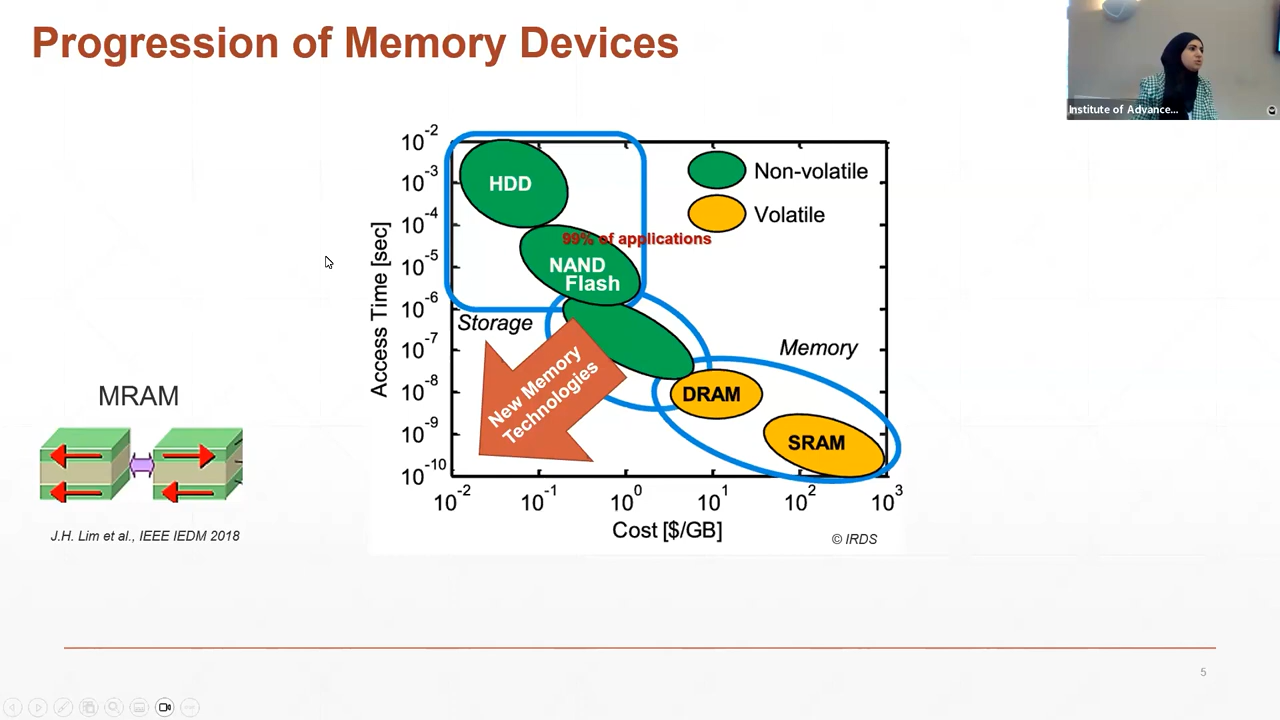 Progression of Memory Devices
Institute of Advance...
10-2
10-3
10-4
10-5
10-6
10-7
10-8
10-9
10-10
Access Time [sec]
HDD
Non-volatile
Volatile
99% of applications
NAND
Flash
Storage
Memory
New Memory
Technologies
DRAM
SRAM
10-2
10-1
100
101
102
103
Cost [$/GB]
© IRDS
MRAM
J.H. Lim et al., IEEE IEDM 2018
5